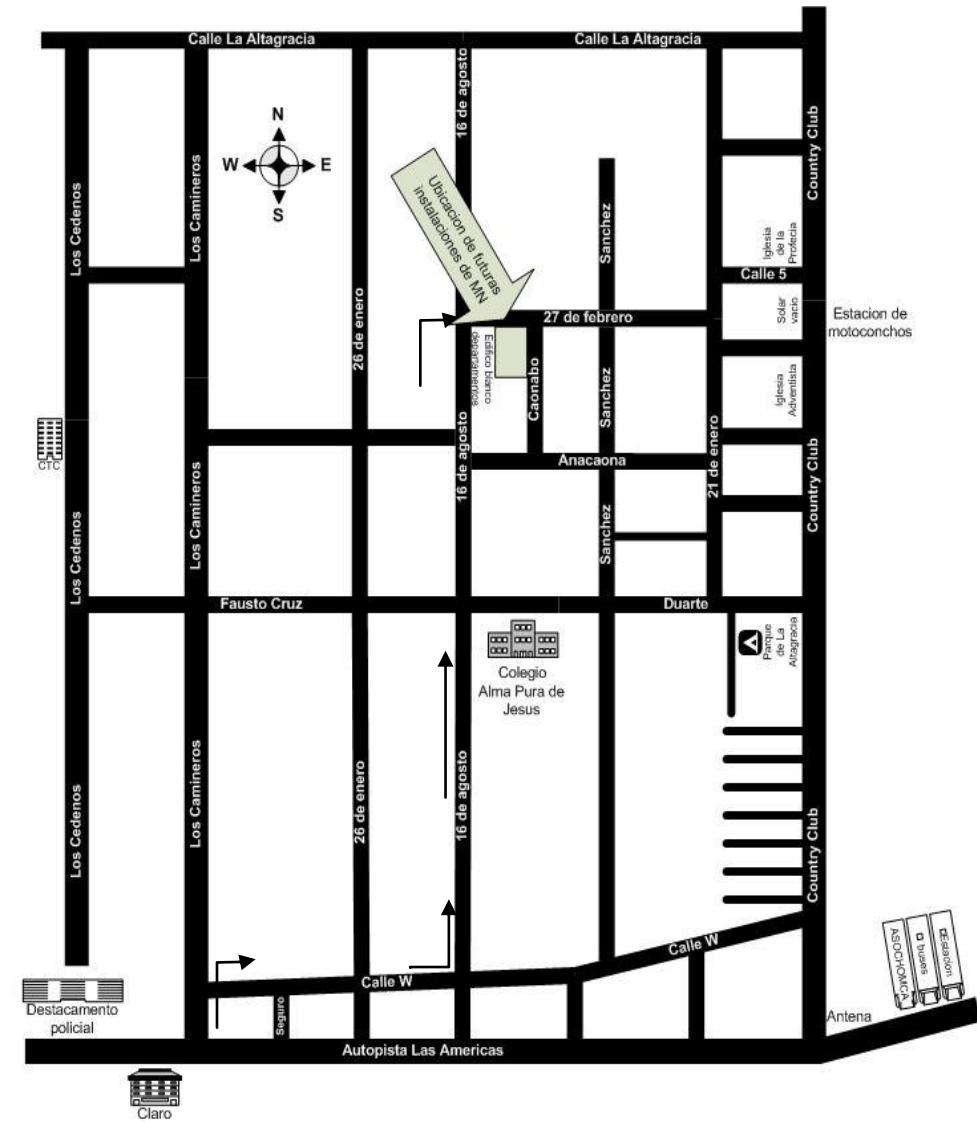 Calle La Altagracia
Calle La Altagracia
16 de agosto
Country Club
N
W
E
S
Los Cedenos
Los Camineros
Ubicacion de futuras
instalaciones de MN
Sanchez
Iglesia
de la
Profecia
Calle 5
Solar
vacio
Estacion de
motoconchos
27 de febrero
26 de enero
Edifico blanco
departamentos
Caonabo
Sanchez
Iglesia
Adventista
CTC
16 de agosto
Anacaona
21 de enero
Country Club
Los Cedenos
Los Camineros
Sanchez
Fausto Cruz
Duarte
Colegio
Alma Pura de
Jesus
Parque
de La
Altagracia
Los Cedenos
Los Camineros
26 de enero
16 de agosto
Country Club
Calle W
Calle W
Estacion
buses
ASOCHOMCA
Destacamento
policial
Seguro
Antena
Autopista Las Americas
Claro